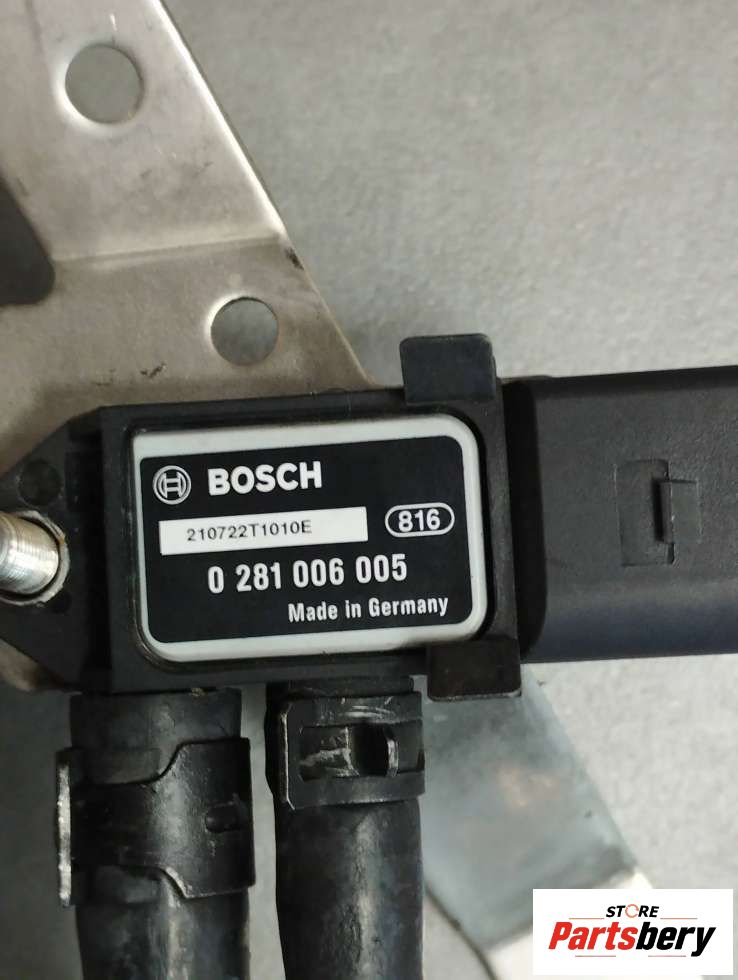 BOSCH
210722T1010E
816
0 281 006 005
Made in Germany
STORE
Partsbery